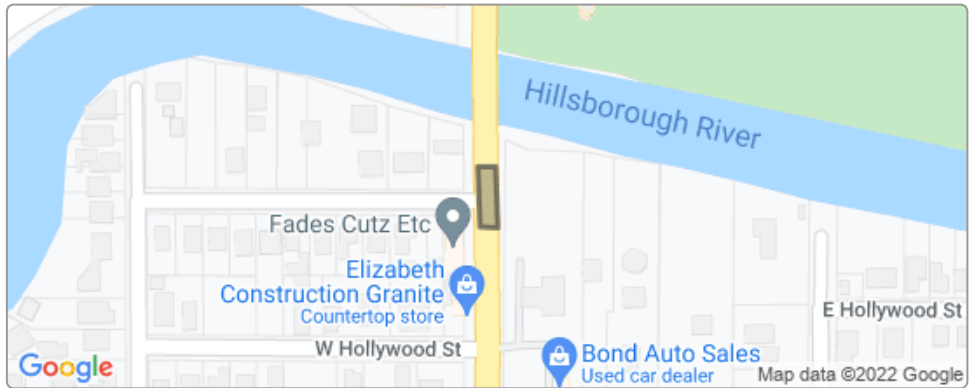 Hillsborough River
Fades Cutz Etc
Elizabeth
Construction Granite
Countertop store
E Hollywood St
W Hollywood St
Bond Auto Sales
Used car dealer
Google
Map data ©2022 Google